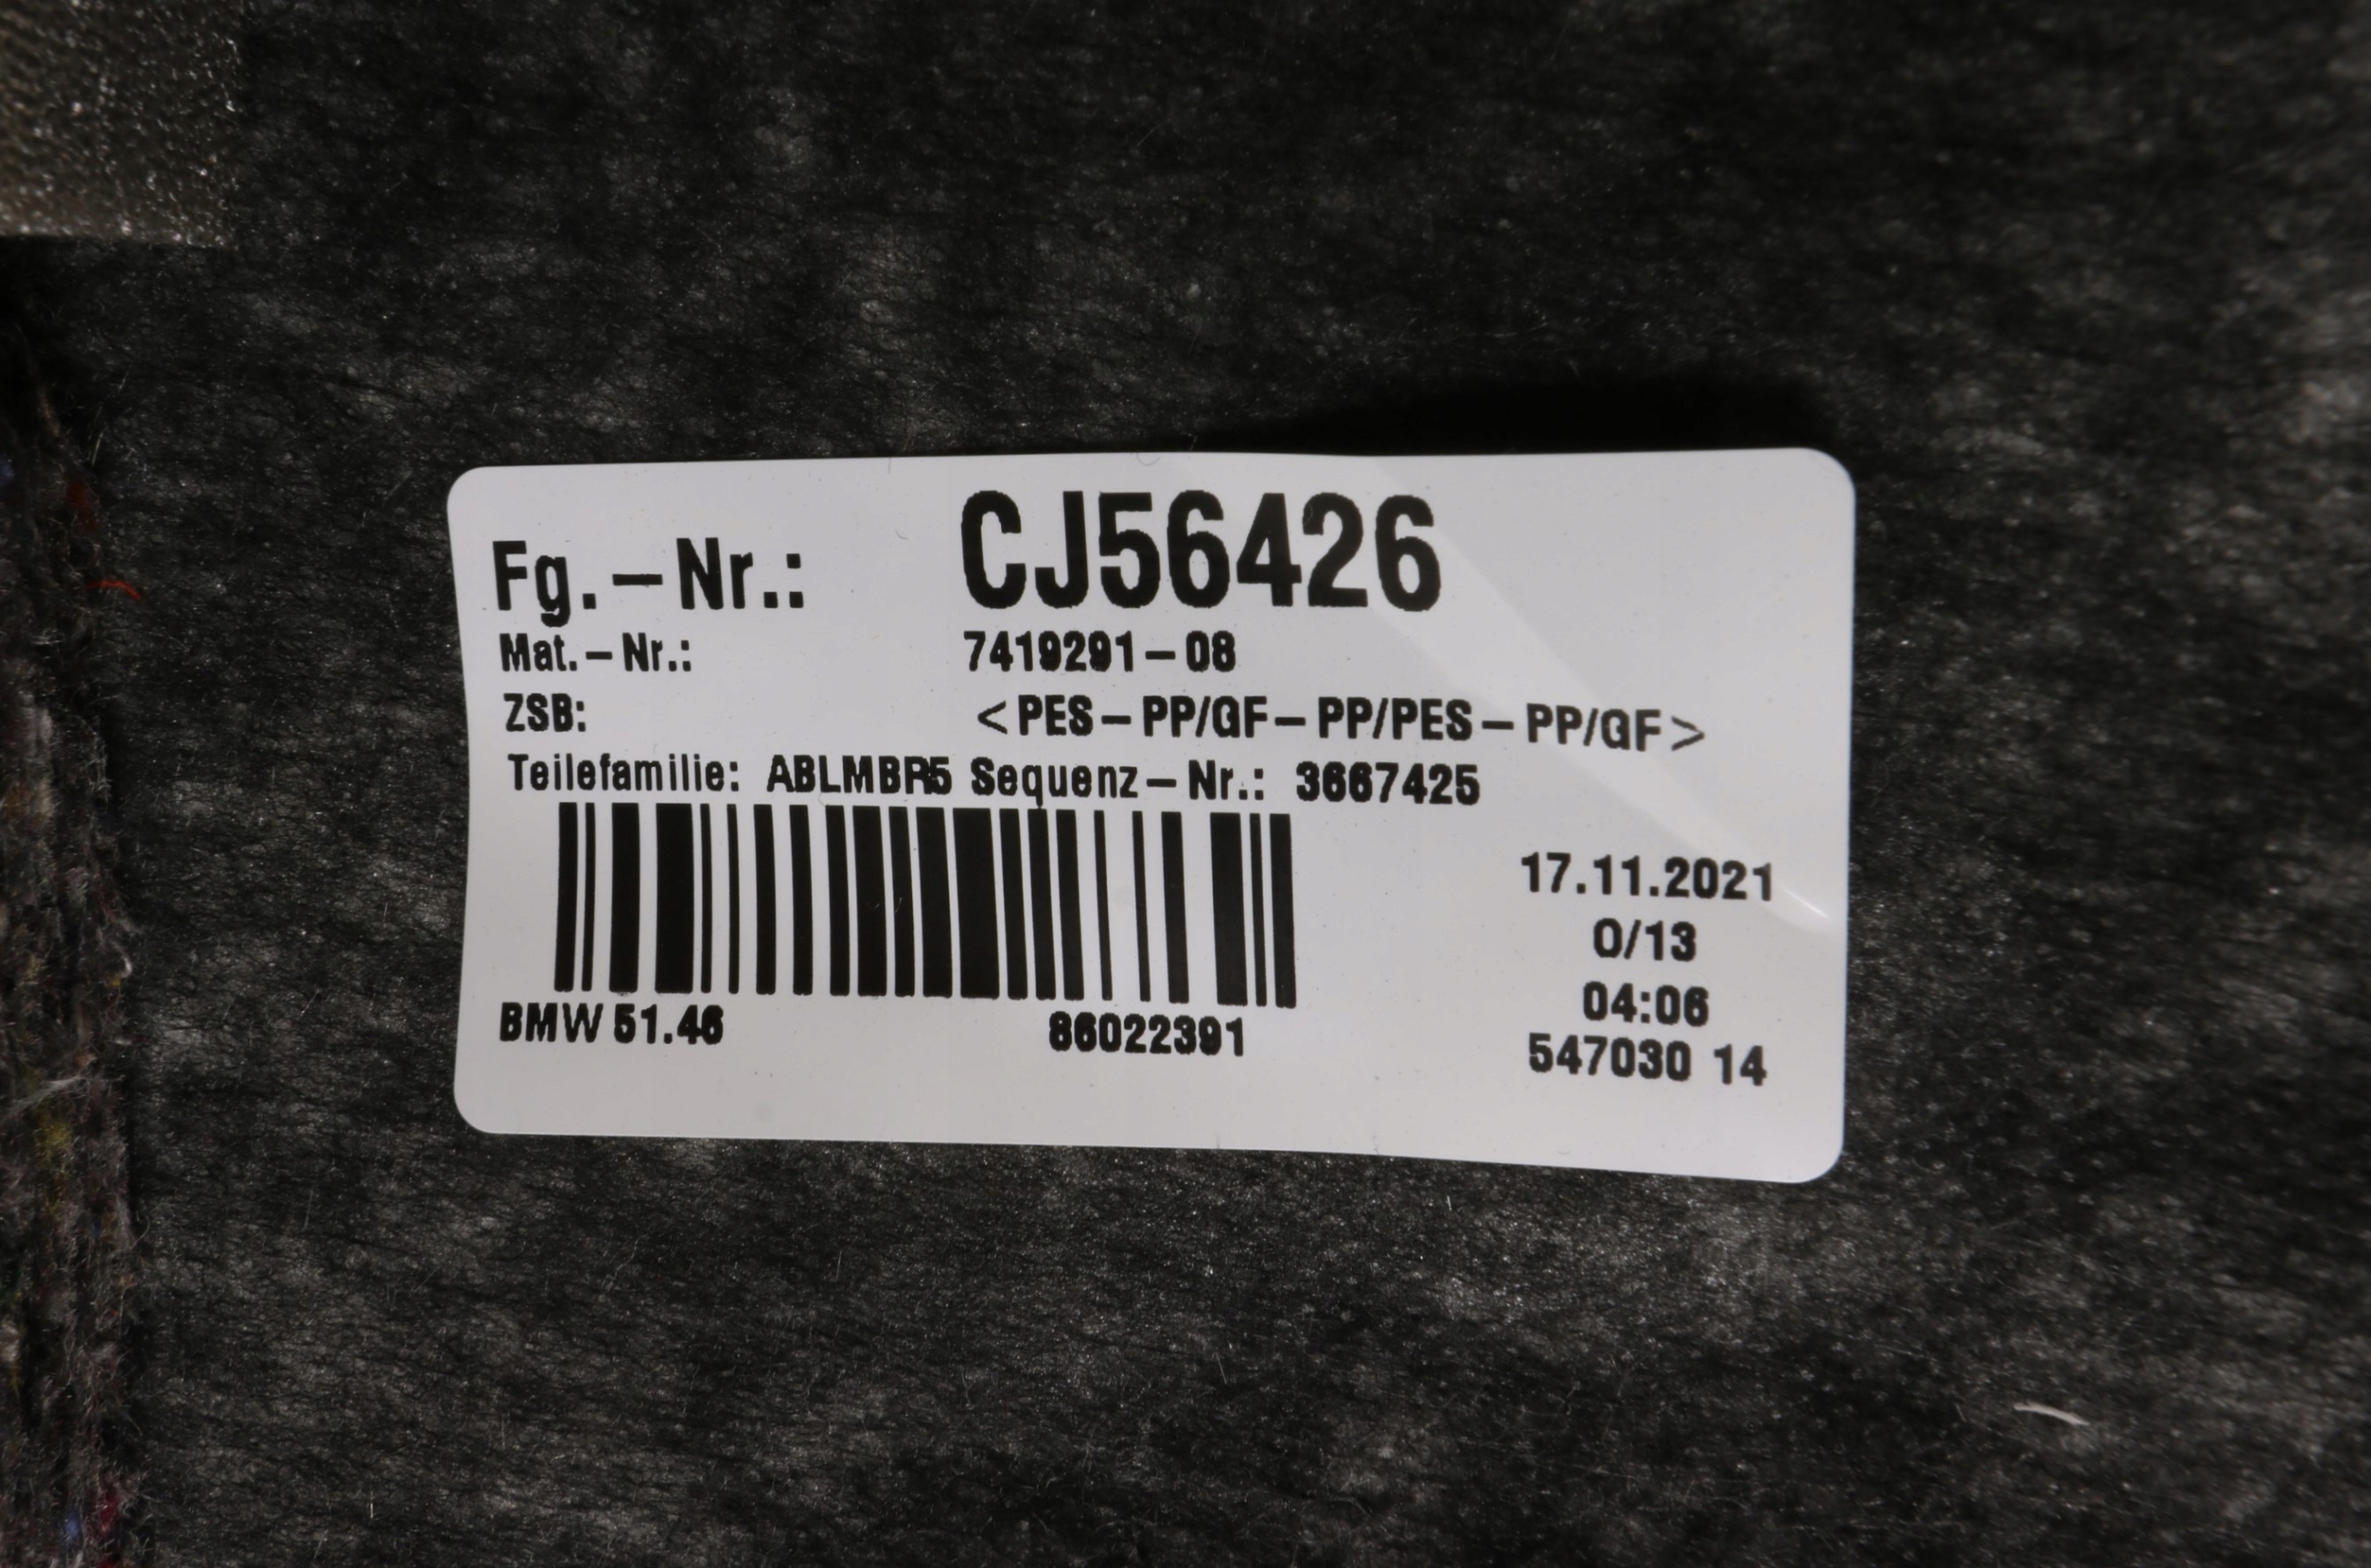 Fg.-Nr.: CJ56426
Mat.-Nr.: 7419291-08
ZSB: <PES-PP/GF-PP/PES-PP/GF>
Teilefamilie: ABLMBR5 Sequenz-Nr.: 3667425
17.11.2021
0/13
04:06
BMW 51.46 86022391
547030 14